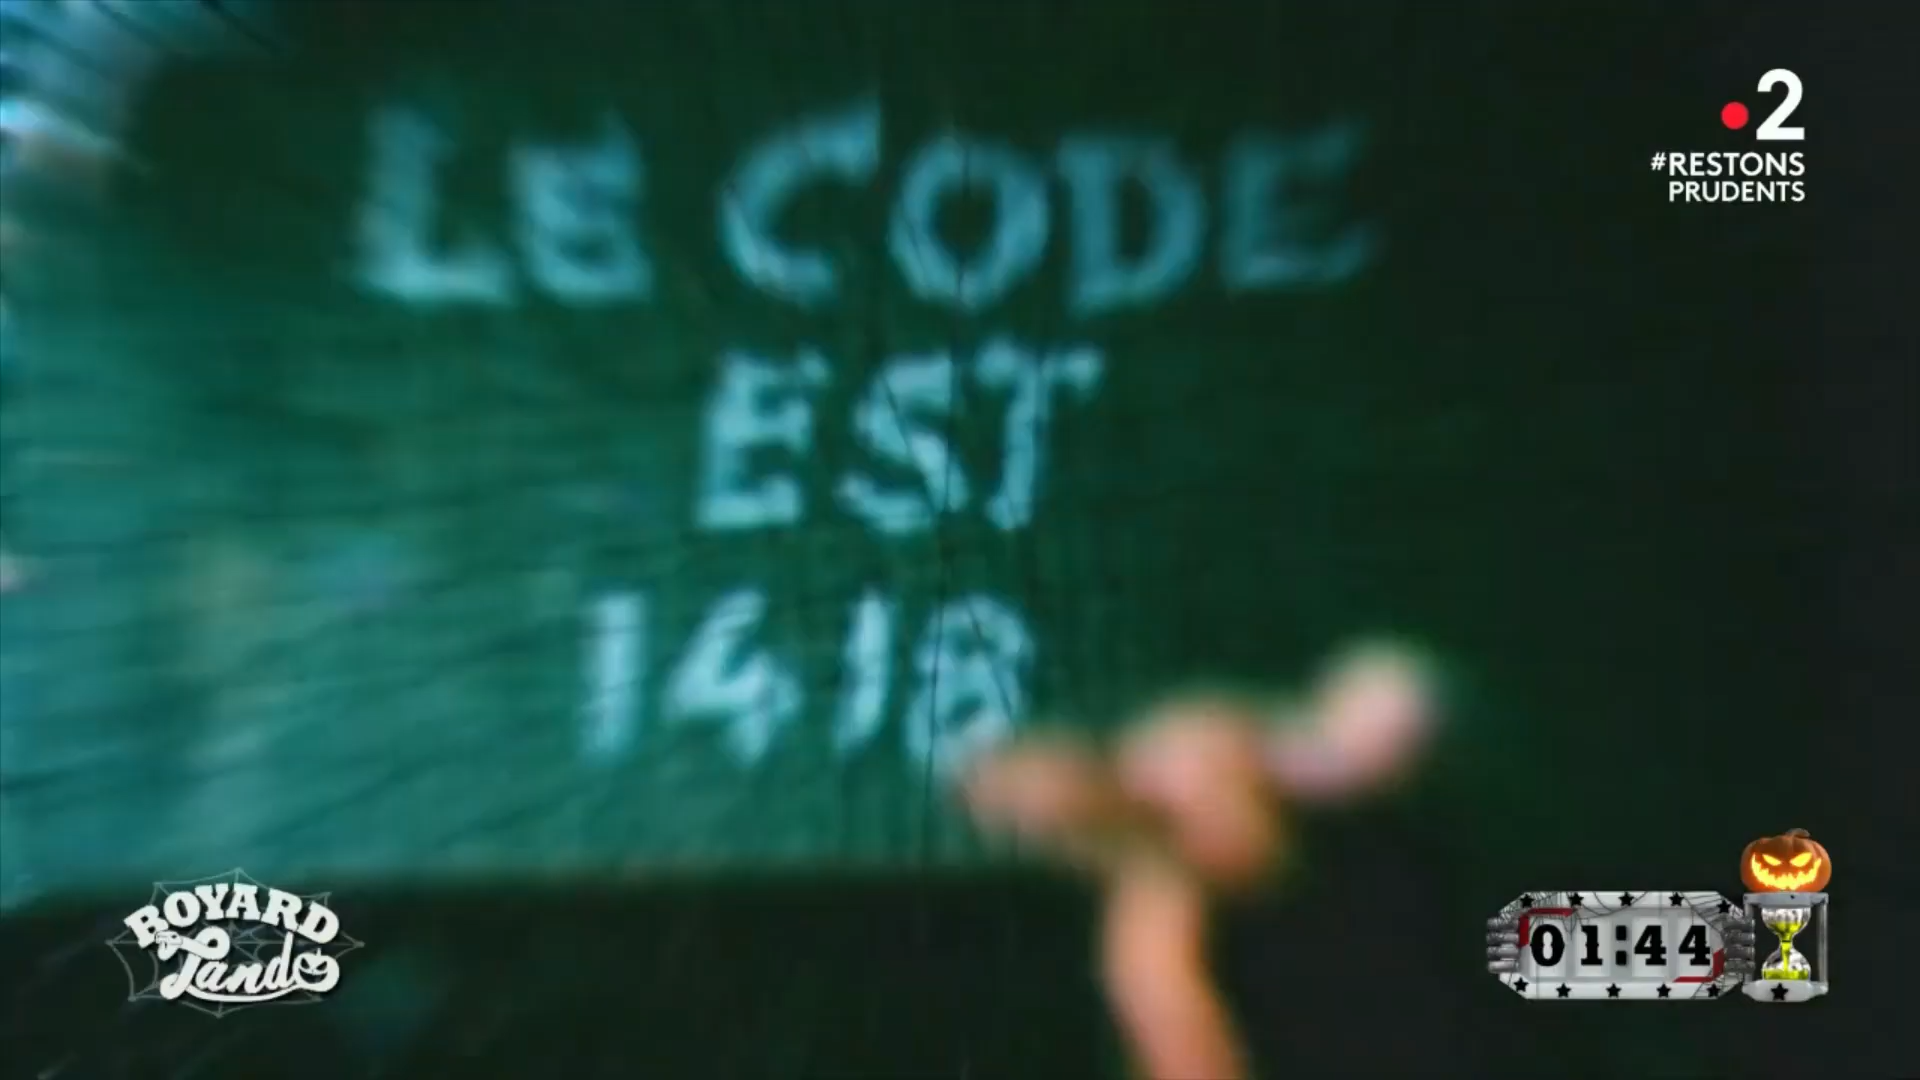 2
#RESTONS
PRUDENTS
LE CODE
EST
1418
BOYARD
Land
01:44